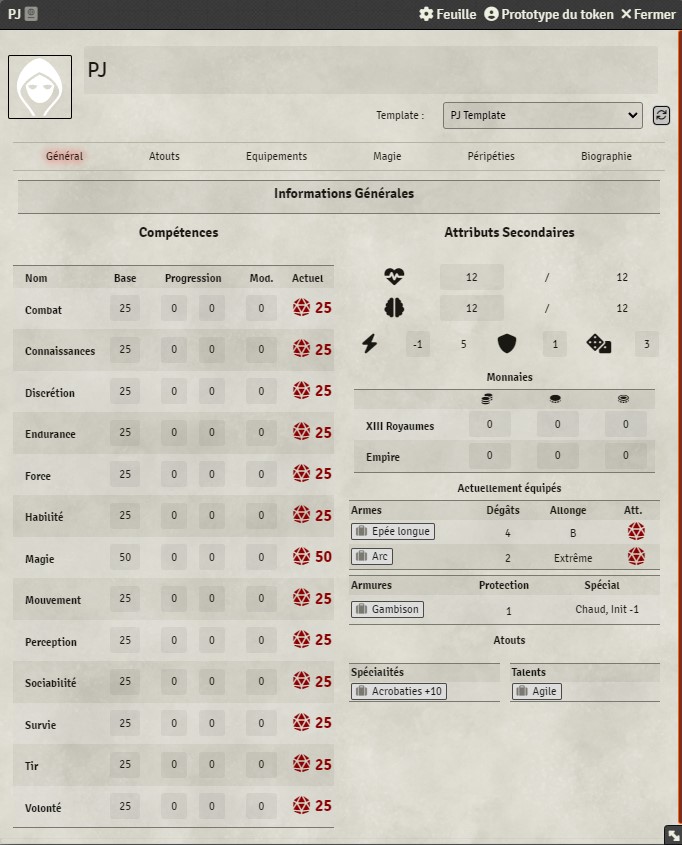 PJ Feuille Prototype du token Fermer
PJ
Template : PJ Template
Général Atouts Equipements Magie Péripéties Biographie
Informations Générales
Compétences
Nom Base Progression Mod. Actuel
Combat 25 0 0 0 25
Connaissances 25 0 0 0 25
Discrétion 25 0 0 0 25
Endurance 25 0 0 0 25
Force 25 0 0 0 25
Habilité 25 0 0 0 25
Magie 50 0 0 0 50
Mouvement 25 0 0 0 25
Perception 25 0 0 0 25
Sociabilité 25 0 0 0 25
Survie 25 0 0 0 25
Tir 25 0 0 0 25
Volonté 25 0 0 0 25
Attributs Secondaires
12 / 12
12 / 12
-1 5 1 3
Monnaies
XIII Royaumes 0 0 0
Empire 0 0 0
Actuellement équipés
Armes Dégâts Allonge Att.
Epée longue 4 B
Arc 2 Extrême
Armures Protection Spécial
Gambison 1 Chaud, Init -1
Atouts
Spécialités Talents
Acrobaties +10 Agile